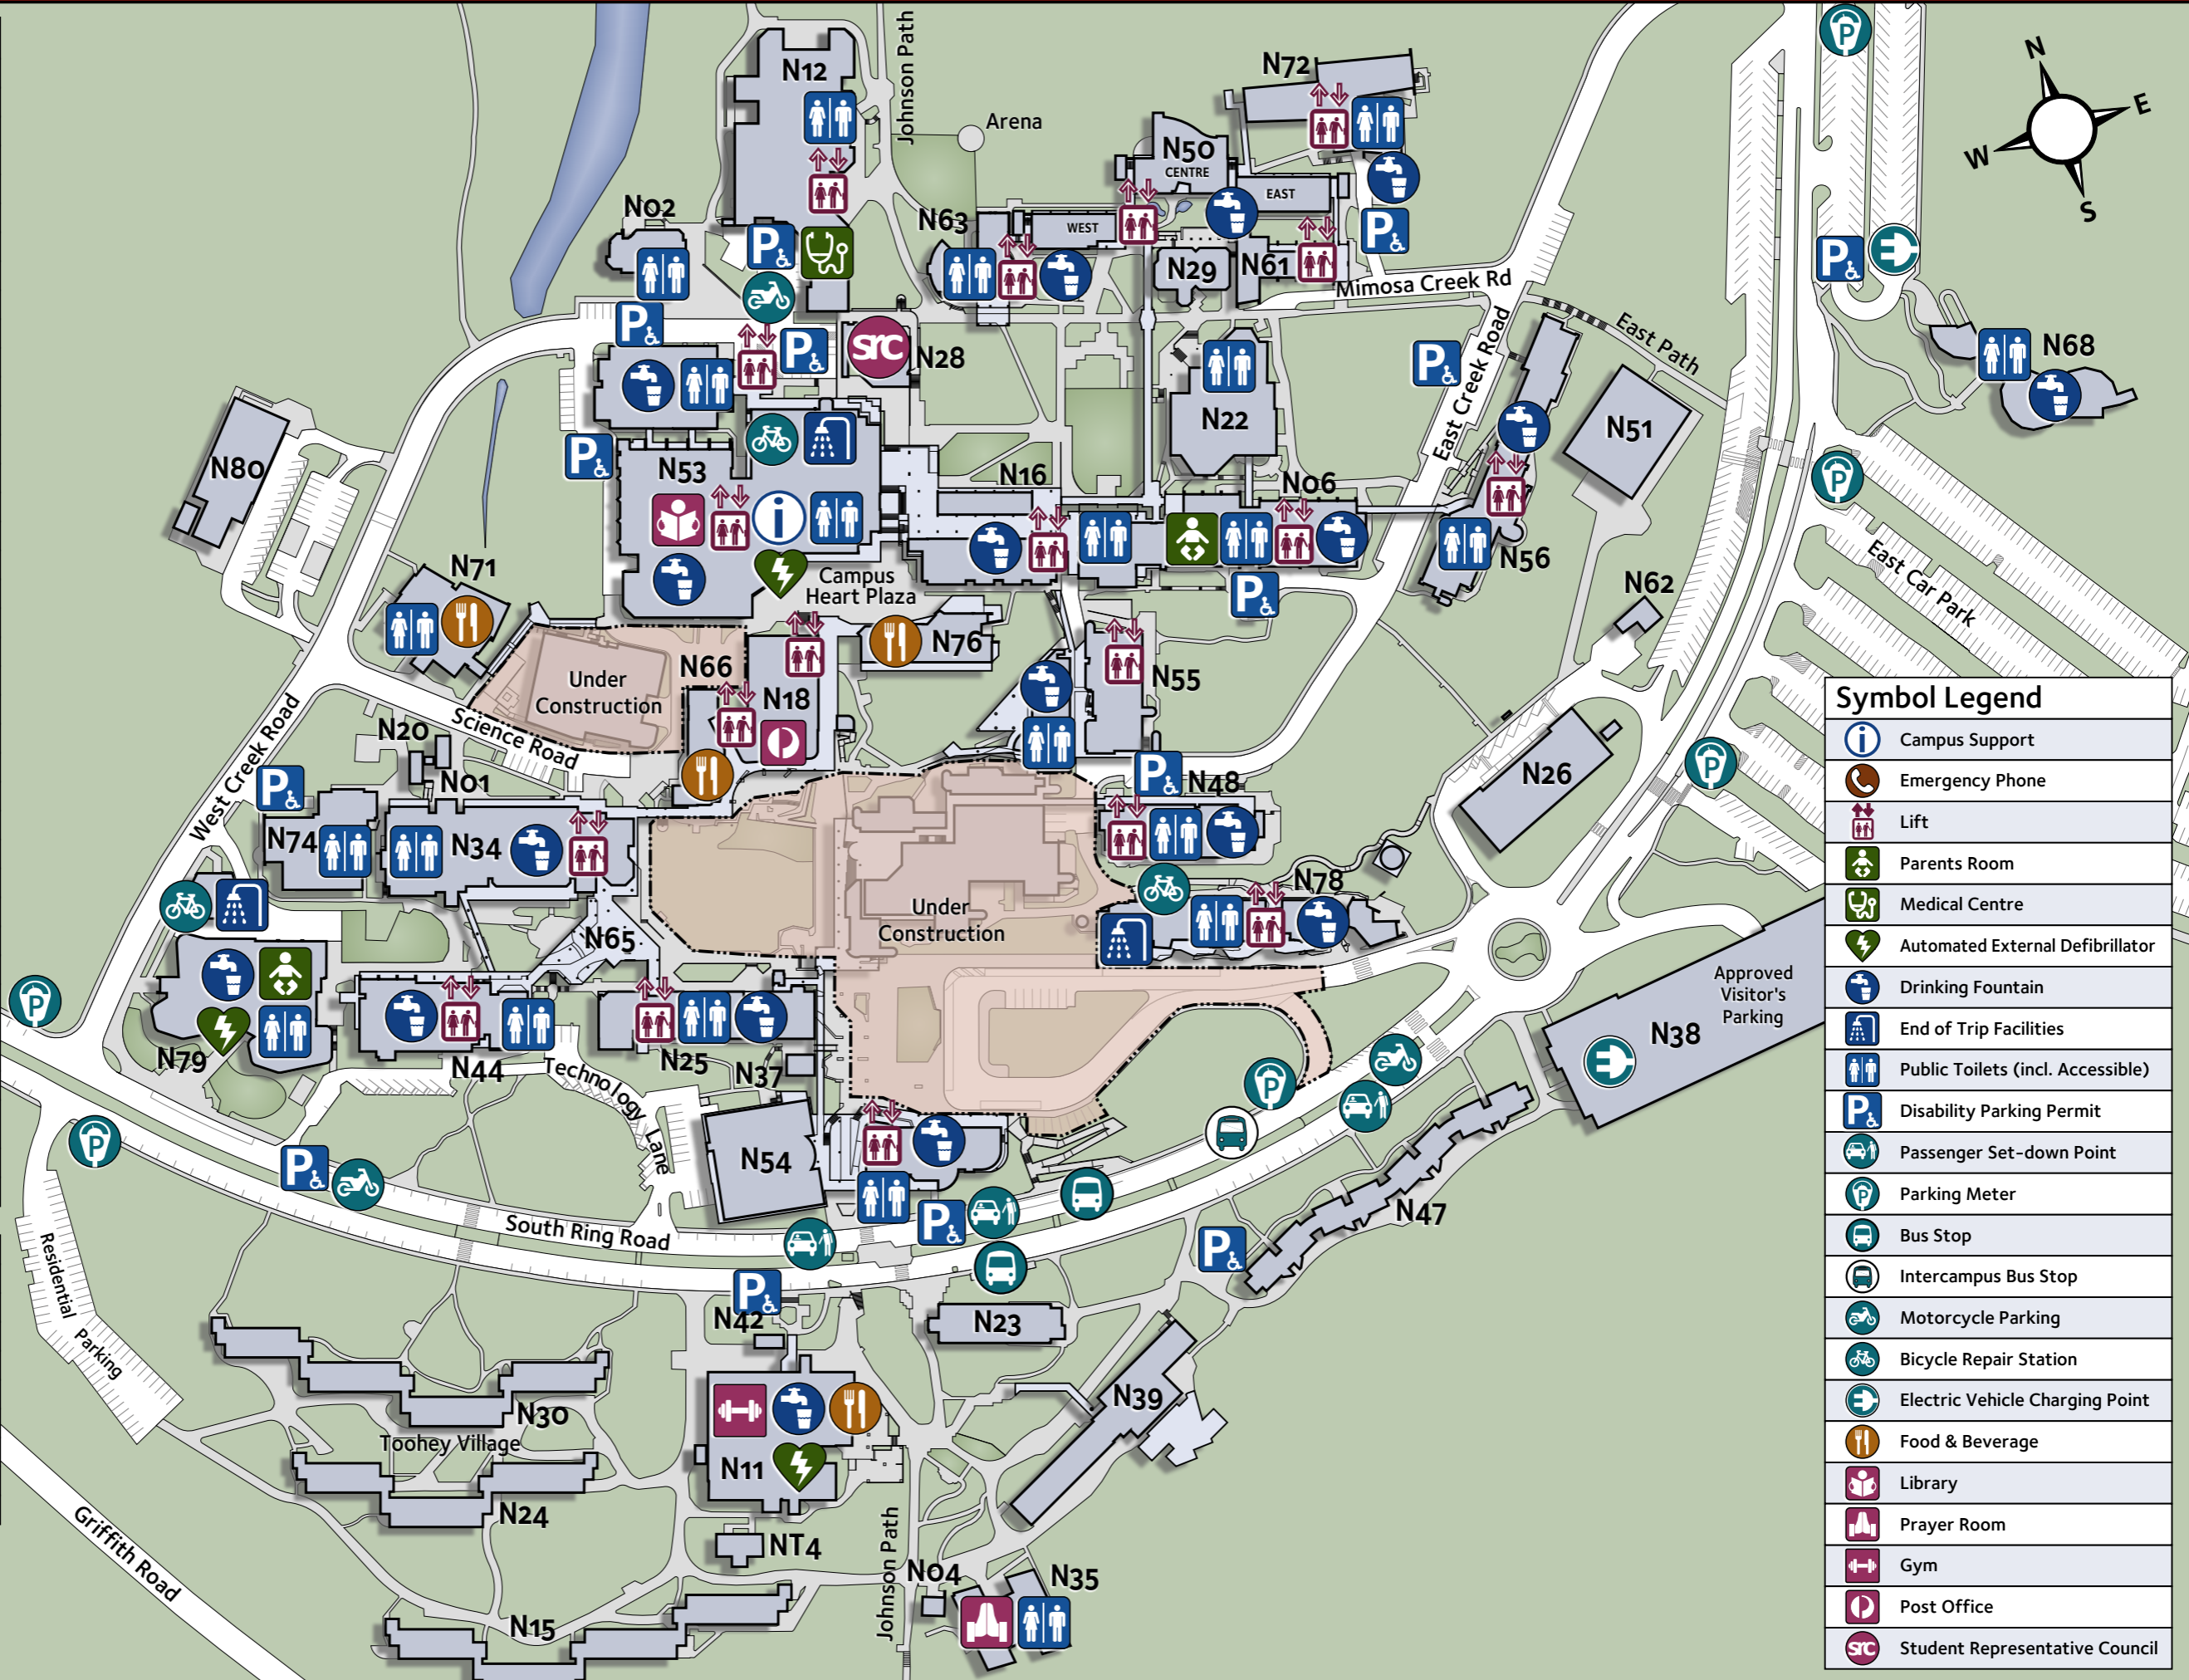 N12
Johnson Path
Arena
N72
N50
CENTRE
EAST
WEST
N
E
W
S
P
N02
N63
N29
N61
Mimosa Creek Rd
East Creek Road
East Path
N68
src
N28
N22
N51
N80
N53
N16
N06
N56
i
Campus
Heart Plaza
N71
N76
N62
East Car Park
Under
Construction
N66
N18
N55
Science Road
West Creek Road
N20
N01
N48
N26
N74
N34
N78
N65
Under
Construction
Approved
Visitor's
Parking
N38
N79
N44
N25
N37
Technology Lane
N54
South Ring Road
N47
Residential Parking
N42
N23
N39
N30
Toohey Village
N11
N24
NT4
Johnson Path
Griffith Road
N04
N35
N15
Symbol Legend
Campus Support
Emergency Phone
Lift
Parents Room
Medical Centre
Automated External Defibrillator
Drinking Fountain
End of Trip Facilities
Public Toilets (incl. Accessible)
Disability Parking Permit
Passenger Set-down Point
Parking Meter
Bus Stop
Intercampus Bus Stop
Motorcycle Parking
Bicycle Repair Station
Electric Vehicle Charging Point
Food & Beverage
Library
Prayer Room
Gym
Post Office
src Student Representative Council